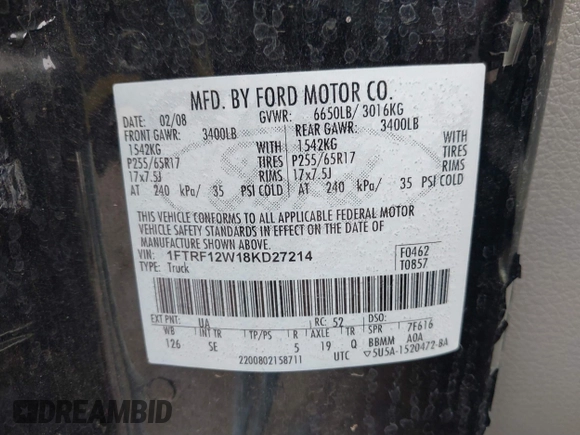 MFD. BY FORD MOTOR CO.
DATE: 02/08 GVWR: 6650LB/ 3016KG
FRONT GAWR: 3400LB REAR GAWR: 3400LB
1542KG WITH 1542KG WITH
P255/65R17 TIRES P255/65R17 TIRES
17x7.5J RIMS 17x7.5J RIMS
AT 240 kPa/ 35 PSI COLD AT 240 kPa/ 35 PSI COLD
THIS VEHICLE CONFORMS TO ALL APPLICABLE FEDERAL MOTOR
VEHICLE SAFETY STANDARDS IN EFFECT ON THE DATE OF
MANUFACTURE SHOWN ABOVE.
VIN: 1FTRF12W18KD27214 F0462
TYPE: Truck T0857
EXT PNT: UA RC: 52 DSO:
WB INT TR TP/PS R AXLE TR SPR 7F616
126 SE 5 19 Q BBMM A0A
2200802158711 UTC ▽5U5A-1520472-BA
DREAMBID